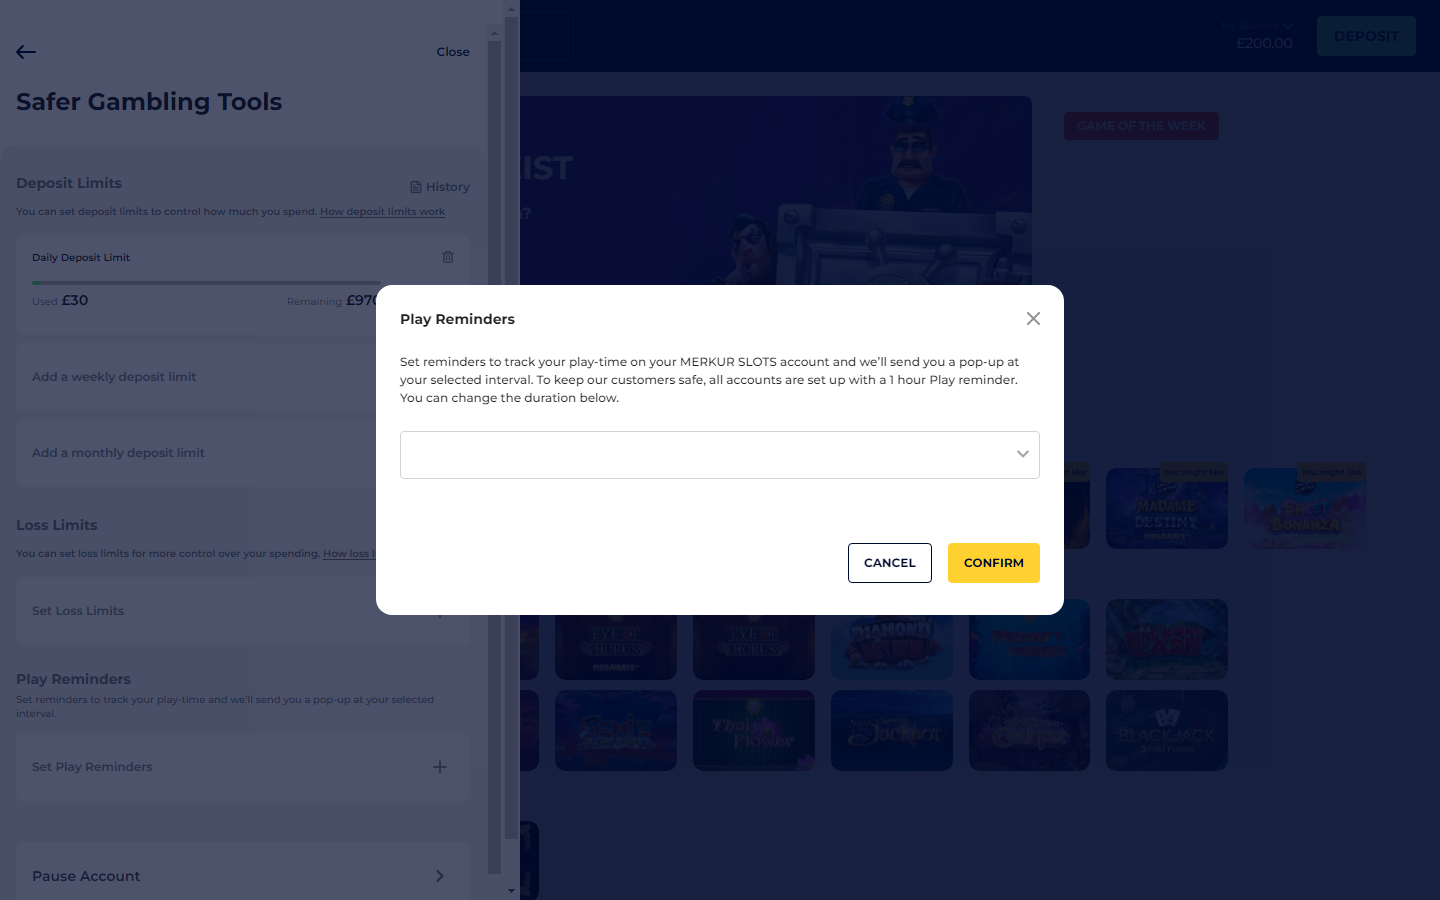 Close
My Balance
£200.00
DEPOSIT
Safer Gambling Tools
GAME OF THE WEEK
Deposit Limits
History
You can set deposit limits to control how much you spend. How deposit limits work
Daily Deposit Limit
Used £30
Remaining £970
Add a weekly deposit limit
Add a monthly deposit limit
Loss Limits
You can set loss limits for more control over your spending. How loss
Set Loss Limits
Play Reminders
Set reminders to track your play-time and we'll send you a pop-up at your selected
interval.
Set Play Reminders
Pause Account
Play Reminders
Set reminders to track your play-time on your MERKUR SLOTS account and we'll send you a pop-up at
your selected interval. To keep our customers safe, all accounts are set up with a 1 hour Play reminder.
You can change the duration below.
CANCEL
CONFIRM
You might like
You might like
MADAME
DESTINY
MEGAWAYS
SWEET
BONANZA
EYE OF
HORUS
MEGAWAYS
EYE OF
HORUS
DIAMOND
MINE
Thai
Flower
Jackpot
BLACKJACK